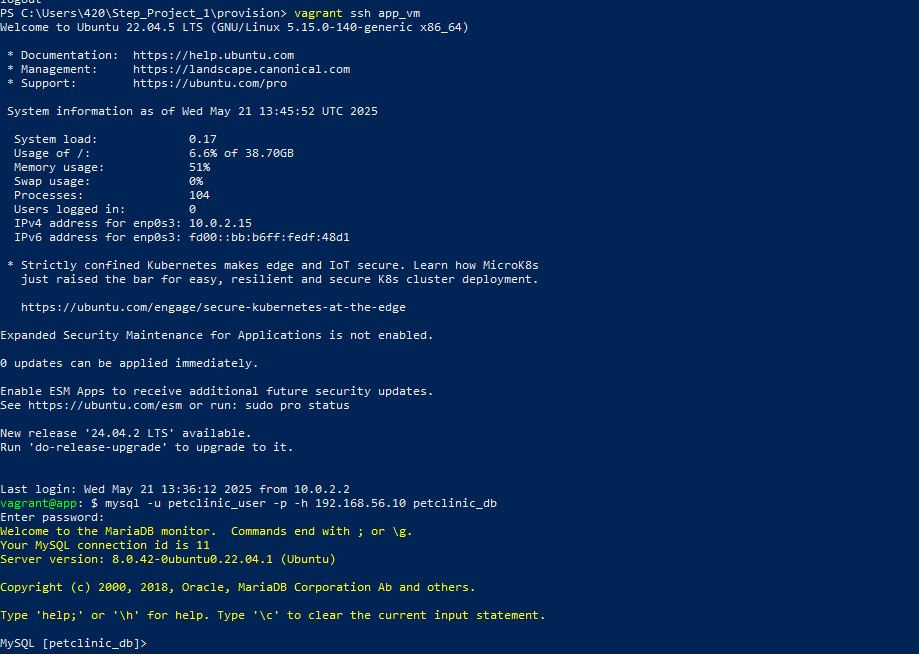 logout
PS C:\Users\420\Step_Project_1\provision> vagrant ssh app_vm
Welcome to Ubuntu 22.04.5 LTS (GNU/Linux 5.15.0-140-generic x86_64)
* Documentation:  https://help.ubuntu.com
* Management:     https://landscape.canonical.com
* Support:        https://ubuntu.com/pro
System information as of Wed May 21 13:45:52 UTC 2025
System load:             0.17
Usage of /:              6.6% of 38.70GB
Memory usage:            51%
Swap usage:              0%
Processes:               104
Users logged in:         0
IPv4 address for enp0s3: 10.0.2.15
IPv6 address for enp0s3: fd00::bb:b6ff:fedf:48d1
* Strictly confined Kubernetes makes edge and IoT secure. Learn how MicroK8s
just raised the bar for easy, resilient and secure K8s cluster deployment.
https://ubuntu.com/engage/secure-kubernetes-at-the-edge
Expanded Security Maintenance for Applications is not enabled.
0 updates can be applied immediately.
Enable ESM Apps to receive additional future security updates.
See https://ubuntu.com/esm or run: sudo pro status
New release '24.04.2 LTS' available.
Run 'do-release-upgrade' to upgrade to it.
Last login: Wed May 21 13:36:12 2025 from 10.0.2.2
vagrant@app: $ mysql -u petclinic_user -p -h 192.168.56.10 petclinic_db
Enter password:
Welcome to the MariaDB monitor.  Commands end with ; or \g.
Your MySQL connection id is 11
Server version: 8.0.42-0ubuntu0.22.04.1 (Ubuntu)
Copyright (c) 2000, 2018, Oracle, MariaDB Corporation Ab and others.
Type 'help;' or '\h' for help. Type '\c' to clear the current input statement.
MySQL [petclinic_db]>